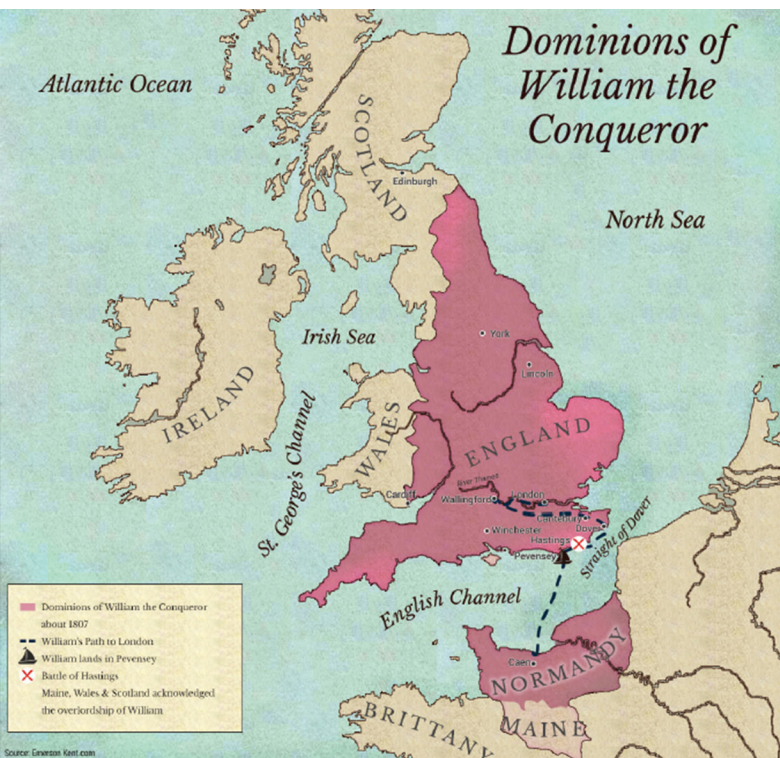 Dominions of
William the
Conqueror
Atlantic Ocean
SCOTLAND
Edinburgh
North Sea
Irish Sea
York
Lincoln
IRELAND
St. George's Channel
WALES
ENGLAND
Cardiff
River Thames
Wallingford
London
Canterbury
Winchester
Dover
Hastings
Pevensey
Straight of Dover
English Channel
Caen
NORMANDY
BRITTANY
MAINE
Dominions of William the Conqueror
about 1807
William's Path to London
William lands in Pevensey
Battle of Hastings
Maine, Wales & Scotland acknowledged
the overlordship of William
Source: Emerson Kent.com